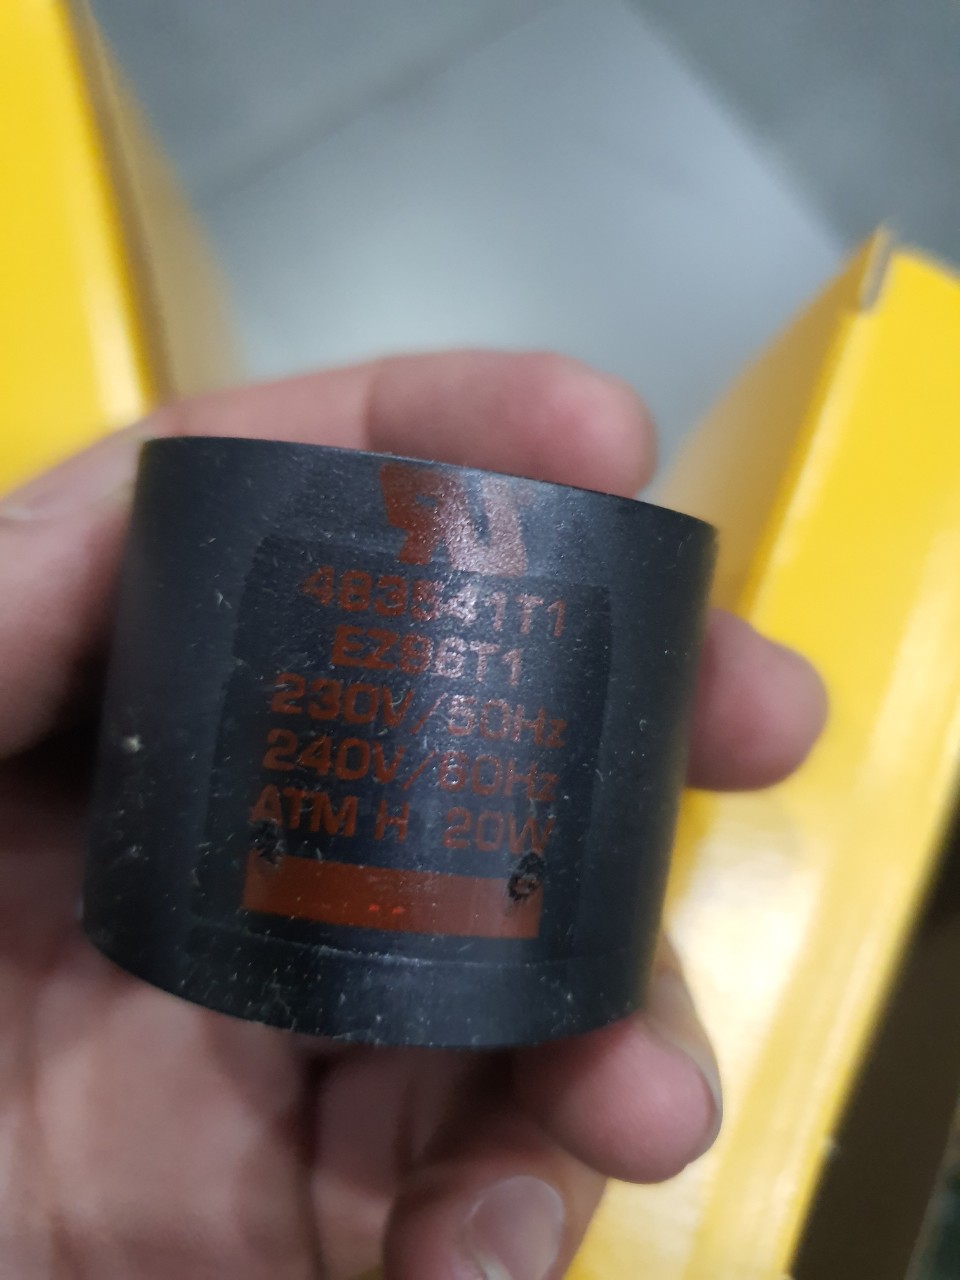 483541T1
EZ86T1
230V/50Hz
240V/60Hz
ATM H 20W